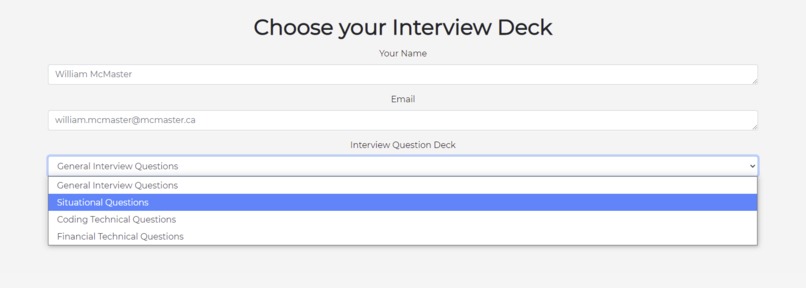 Choose your Interview Deck
Your Name
William McMaster
Email
william.mcmaster@mcmaster.ca
Interview Question Deck
General Interview Questions
General Interview Questions
Situational Questions
Coding Technical Questions
Financial Technical Questions